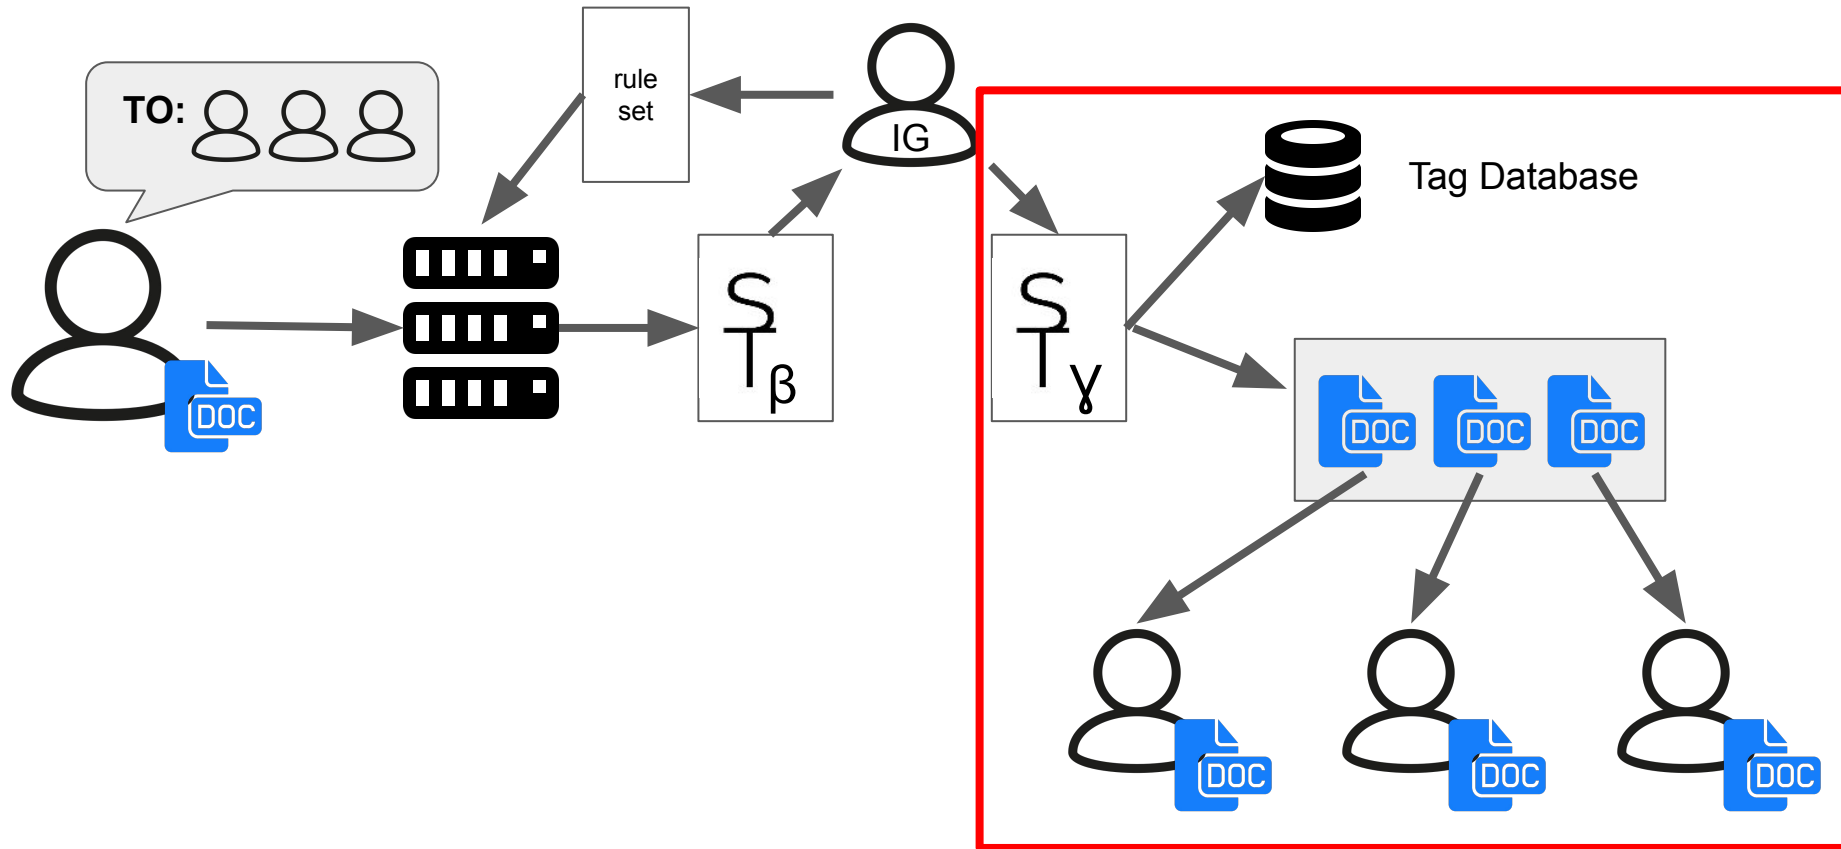 rule
set
TO:
IG
Tag Database
S
T β
S
T γ
DOC
DOC
DOC
DOC
DOC
DOC
DOC